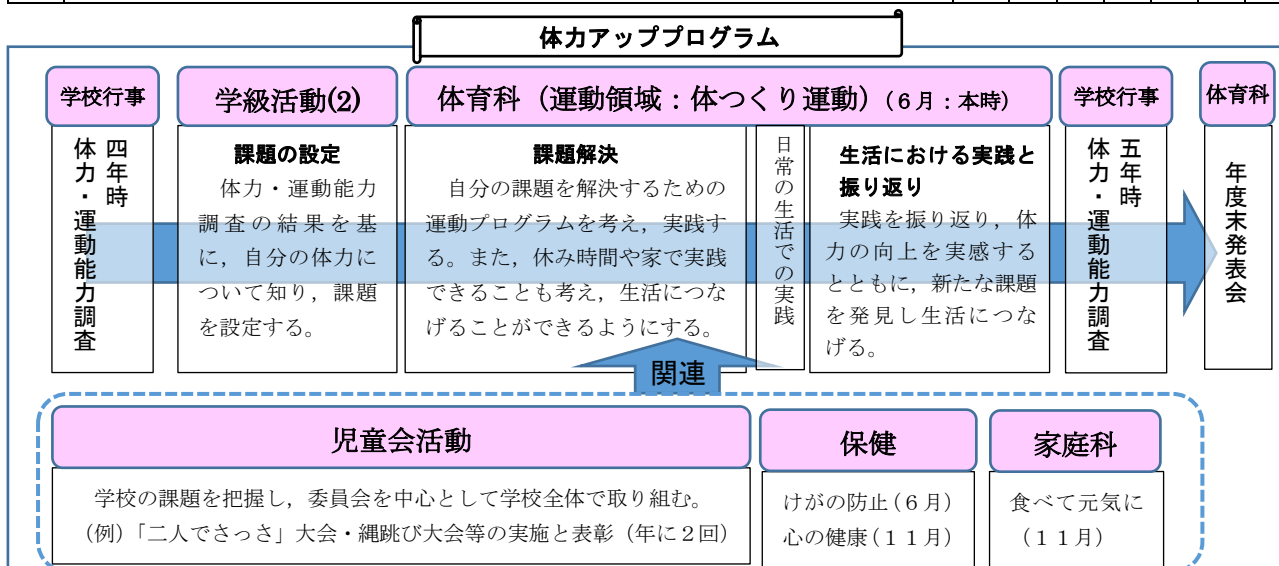 体力アッププログラム
学校行事
四年時
体力・運動能力調査
学級活動(2)
課題の設定
体力・運動能力
調査の結果を基
に，自分の体力に
ついて知り，課題
を設定する。
体育科（運動領域：体つくり運動）（６月：本時）
課題解決
自分の課題を解決するための
運動プログラムを考え，実践す
る。また，休み時間や家で実践
できることも考え，生活につな
げることができるようにする。
日常の生活での実践
生活における実践と
振り返り
実践を振り返り，体
力の向上を実感する
とともに，新たな課題
を発見し生活につな
げる。
学校行事
五年時
体力・運動能力調査
体育科
年度末発表会
関連
児童会活動
学校の課題を把握し，委員会を中心として学校全体で取り組む。
(例)「二人でさっさ」大会・縄跳び大会等の実施と表彰（年に２回）
保健
けがの防止(６月)
心の健康(１１月)
家庭科
食べて元気に
（１１月）